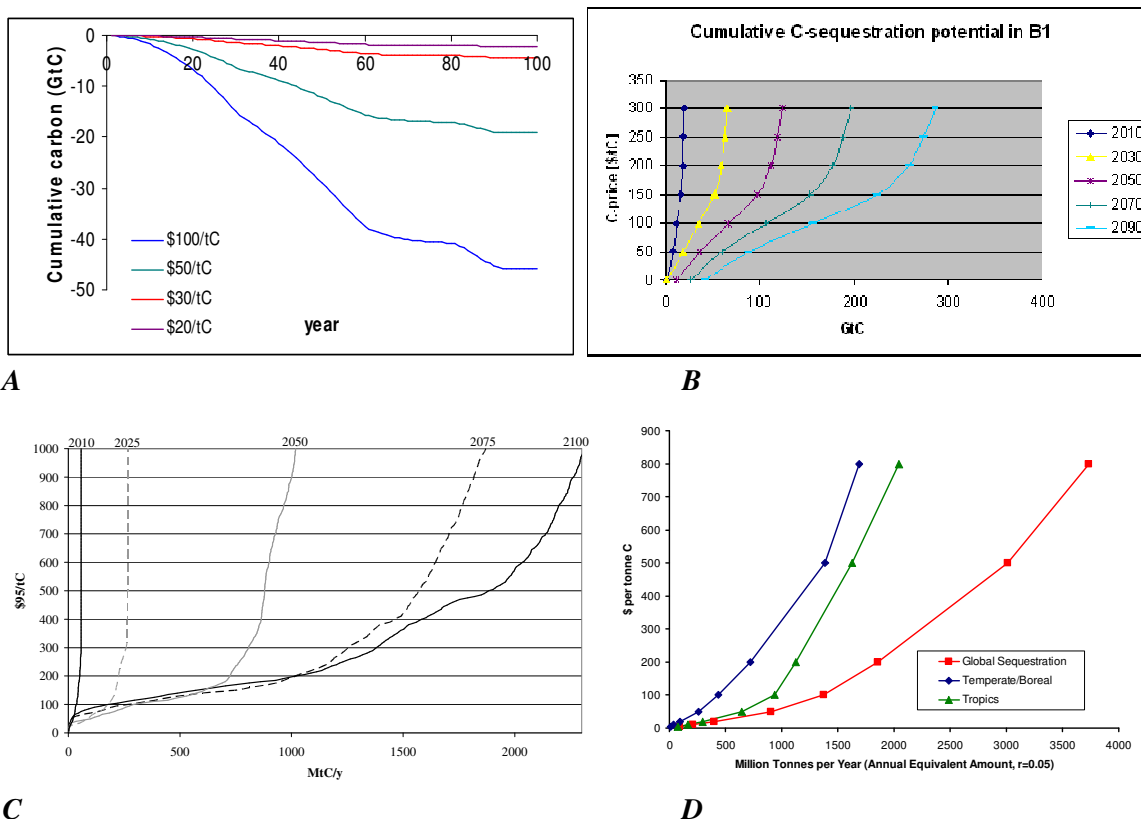 0
-10
-20
-30
-40
-50
0 20 40 60 80 100
Cumulative carbon (GtC)
$100/tC
$50/tC
$30/tC
$20/tC
year
A
Cumulative C-sequestration potential in B1
350
300
250
200
150
100
50
0
C-price [$tC]
0 100 200 300 400
GtC
2010
2030
2050
2070
2090
B
2010 2025 2050 2075 2100
1000
900
800
700
600
500
400
300
200
100
0
$95/tC
0 500 1000 1500 2000
MtC/y
C
900
800
700
600
500
400
300
200
100
0
$ per tonne C
Global Sequestration
Temperate/Boreal
Tropics
0 500 1000 1500 2000 2500 3000 3500 4000
Million Tonnes per Year (Annual Equivalent Amount, r=0.05)
D